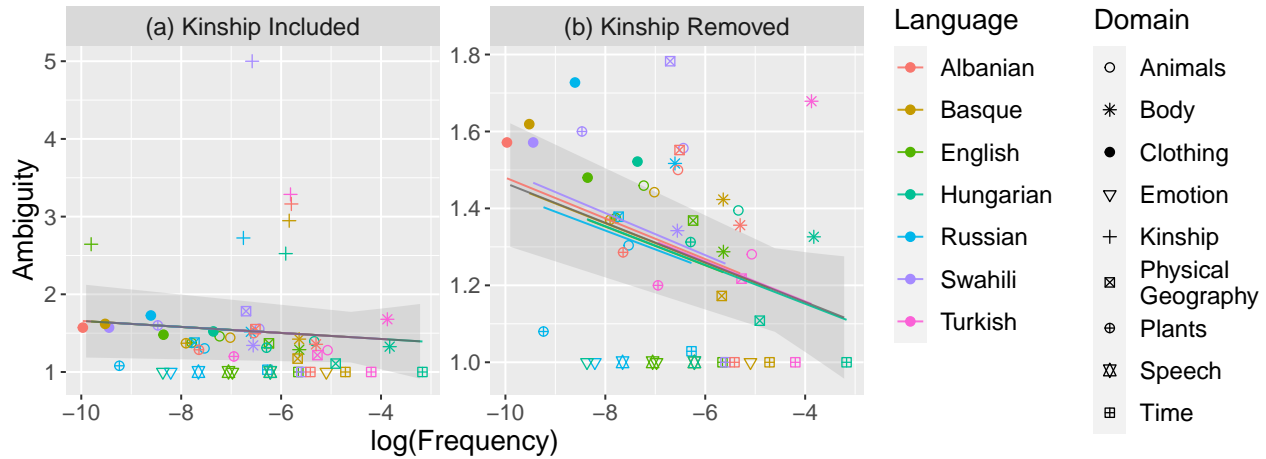 (a) Kinship Included
(b) Kinship Removed
Ambiguity
5
4
3
2
1
−10
−8
−6
−4
1.8
1.6
1.4
1.2
1.0
−10
−8
−6
−4
log(Frequency)
Language
Albanian
Basque
English
Hungarian
Russian
Swahili
Turkish
Domain
Animals
Body
Clothing
Emotion
Kinship
Physical
Geography
Plants
Speech
Time